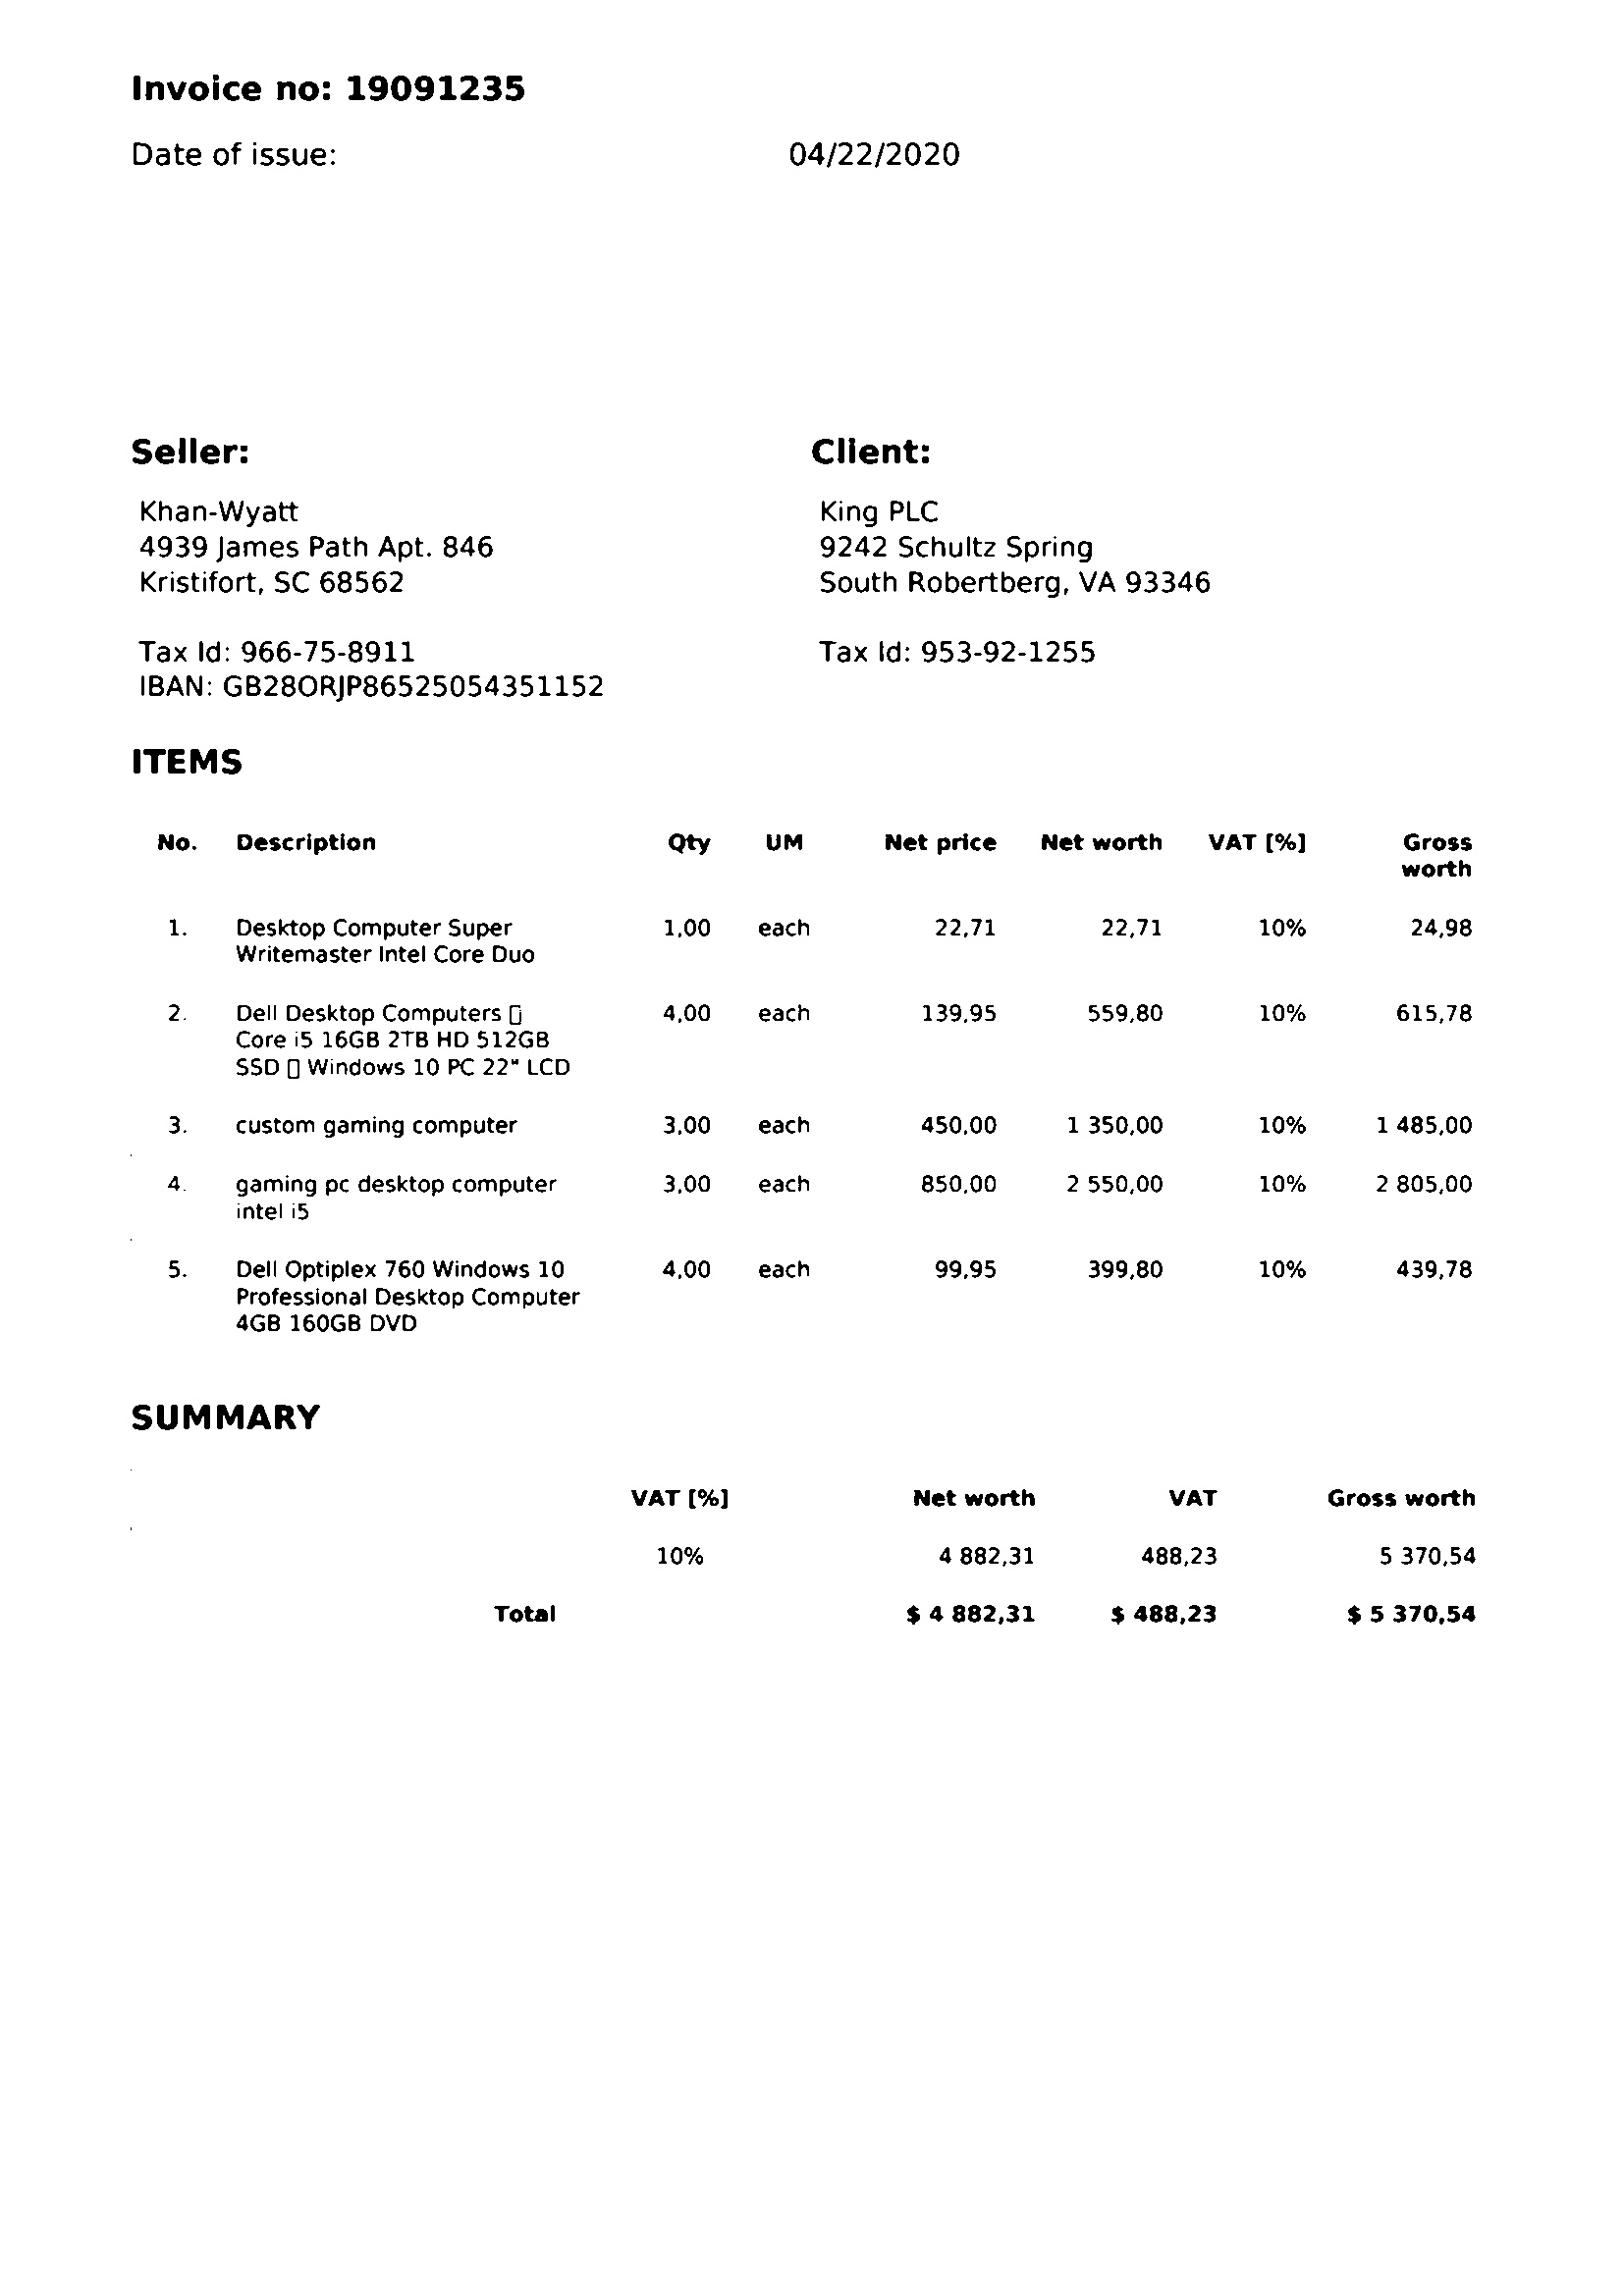 Invoice no: 19091235
Date of issue: 04/22/2020
Seller: Client:
Khan-Wyatt King PLC
4939 James Path Apt. 846 9242 Schultz Spring
Kristifort, SC 68562 South Robertberg, VA 93346
Tax Id: 966-75-8911 Tax Id: 953-92-1255
IBAN: GB28ORJP86525054351152
ITEMS
No. Description Qty UM Net price Net worth VAT [%] Gross
worth
1. Desktop Computer Super 1,00 each 22,71 22,71 10% 24,98
Writemaster Intel Core Duo
2. Dell Desktop Computers ▯ 4,00 each 139,95 559,80 10% 615,78
Core i5 16GB 2TB HD 512GB
SSD ▯ Windows 10 PC 22" LCD
3. custom gaming computer 3,00 each 450,00 1 350,00 10% 1 485,00
4. gaming pc desktop computer 3,00 each 850,00 2 550,00 10% 2 805,00
intel i5
5. Dell Optiplex 760 Windows 10 4,00 each 99,95 399,80 10% 439,78
Professional Desktop Computer
4GB 160GB DVD
SUMMARY
VAT [%] Net worth VAT Gross worth
10% 4 882,31 488,23 5 370,54
Total $ 4 882,31 $ 488,23 $ 5 370,54